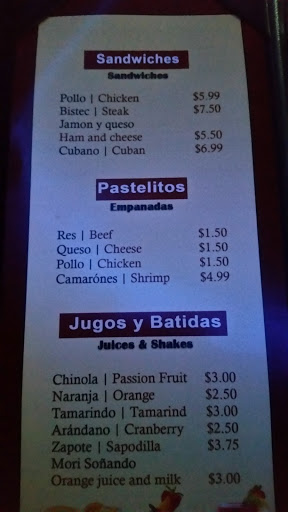 Sandwiches
Sandwiches
Pollo | Chicken $5.99
Bistec | Steak $7.50
Jamon y queso
Ham and cheese $5.50
Cubano | Cuban $6.99
Pastelitos
Empanadas
Res | Beef $1.50
Queso | Cheese $1.50
Pollo | Chicken $1.50
Camarónes | Shrimp $4.99
Jugos y Batidas
Juices & Shakes
Chinola | Passion Fruit $3.00
Naranja | Orange $2.50
Tamarindo | Tamarind $3.00
Arándano | Cranberry $2.50
Zapote | Sapodilla $3.75
Mori Soñando
Orange juice and milk $3.00